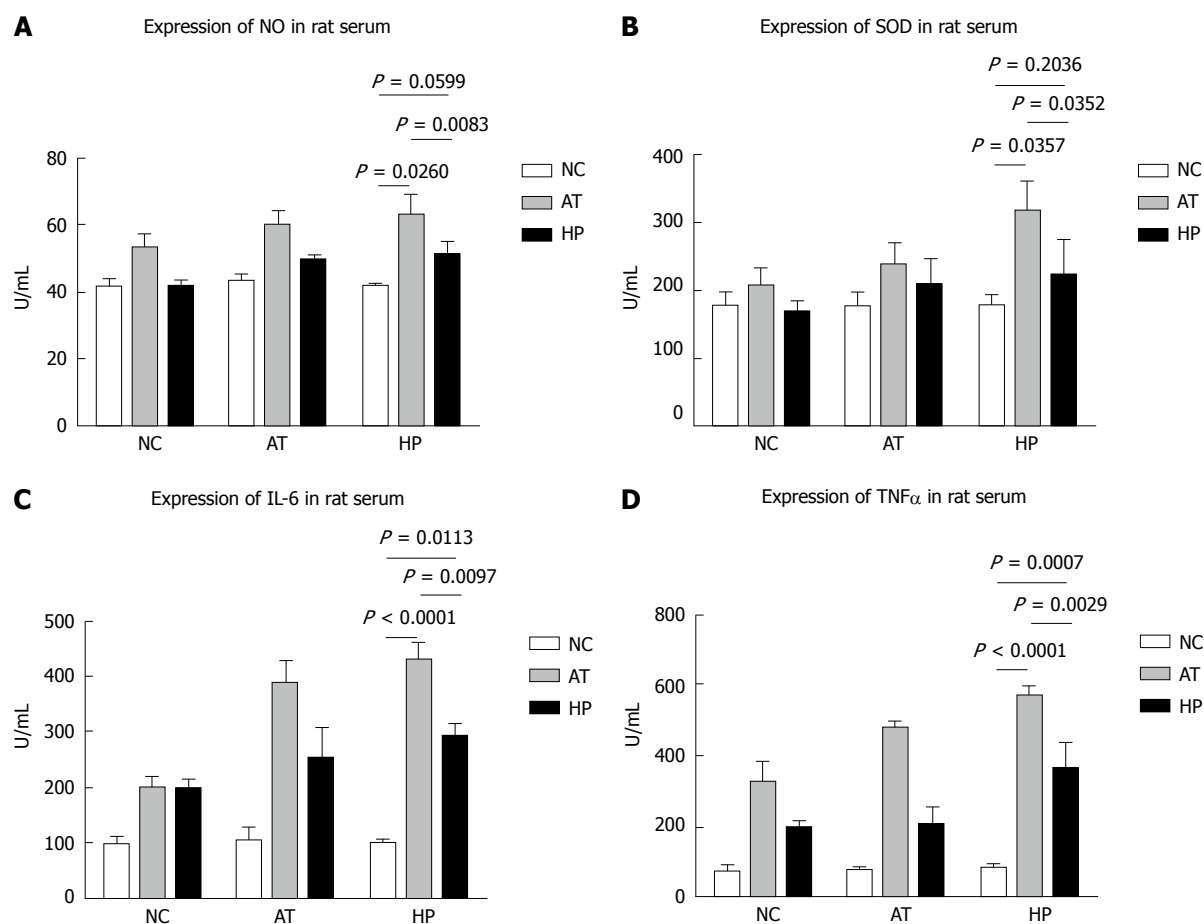 A
Expression of NO in rat serum
P = 0.0599
P = 0.0083
P = 0.0260
80
60
40
20
0
U/mL
NC
AT
HP
NC
AT
HP
B
Expression of SOD in rat serum
P = 0.2036
P = 0.0352
P = 0.0357
400
300
200
100
0
U/mL
NC
AT
HP
NC
AT
HP
C
Expression of IL-6 in rat serum
P = 0.0113
P = 0.0097
P < 0.0001
500
400
300
200
100
0
U/mL
NC
AT
HP
NC
AT
HP
D
Expression of TNFα in rat serum
P = 0.0007
P = 0.0029
P < 0.0001
800
600
400
200
0
U/mL
NC
AT
HP
NC
AT
HP